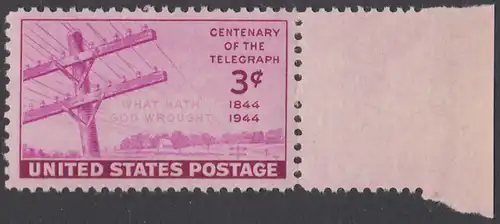 CENTENARY
OF THE
TELEGRAPH
3¢
WHAT HATH
GOD WROUGHT
1844
1944
UNITED STATES POSTAGE